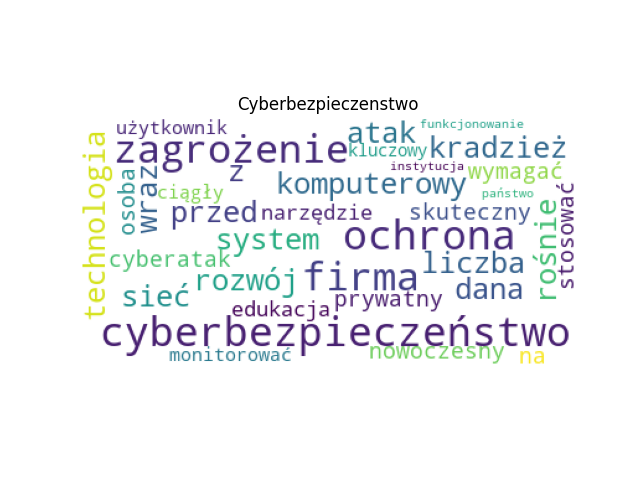 Cyberbezpieczenstwo
użytkownik
zagrożenie
atak
funkcjonowanie
kluczowy
kradzież
technologia
osoba
wraz
z
ciągły
instytucja
wymagać
komputerowy
państwo
przed
narzędzie
skuteczny
rośnie
stosować
system
ochrona
cyberatak
rozwój
firma
liczba
dana
sieć
edukacja
prywatny
cyberbezpieczeństwo
monitorować
nowoczesny
na